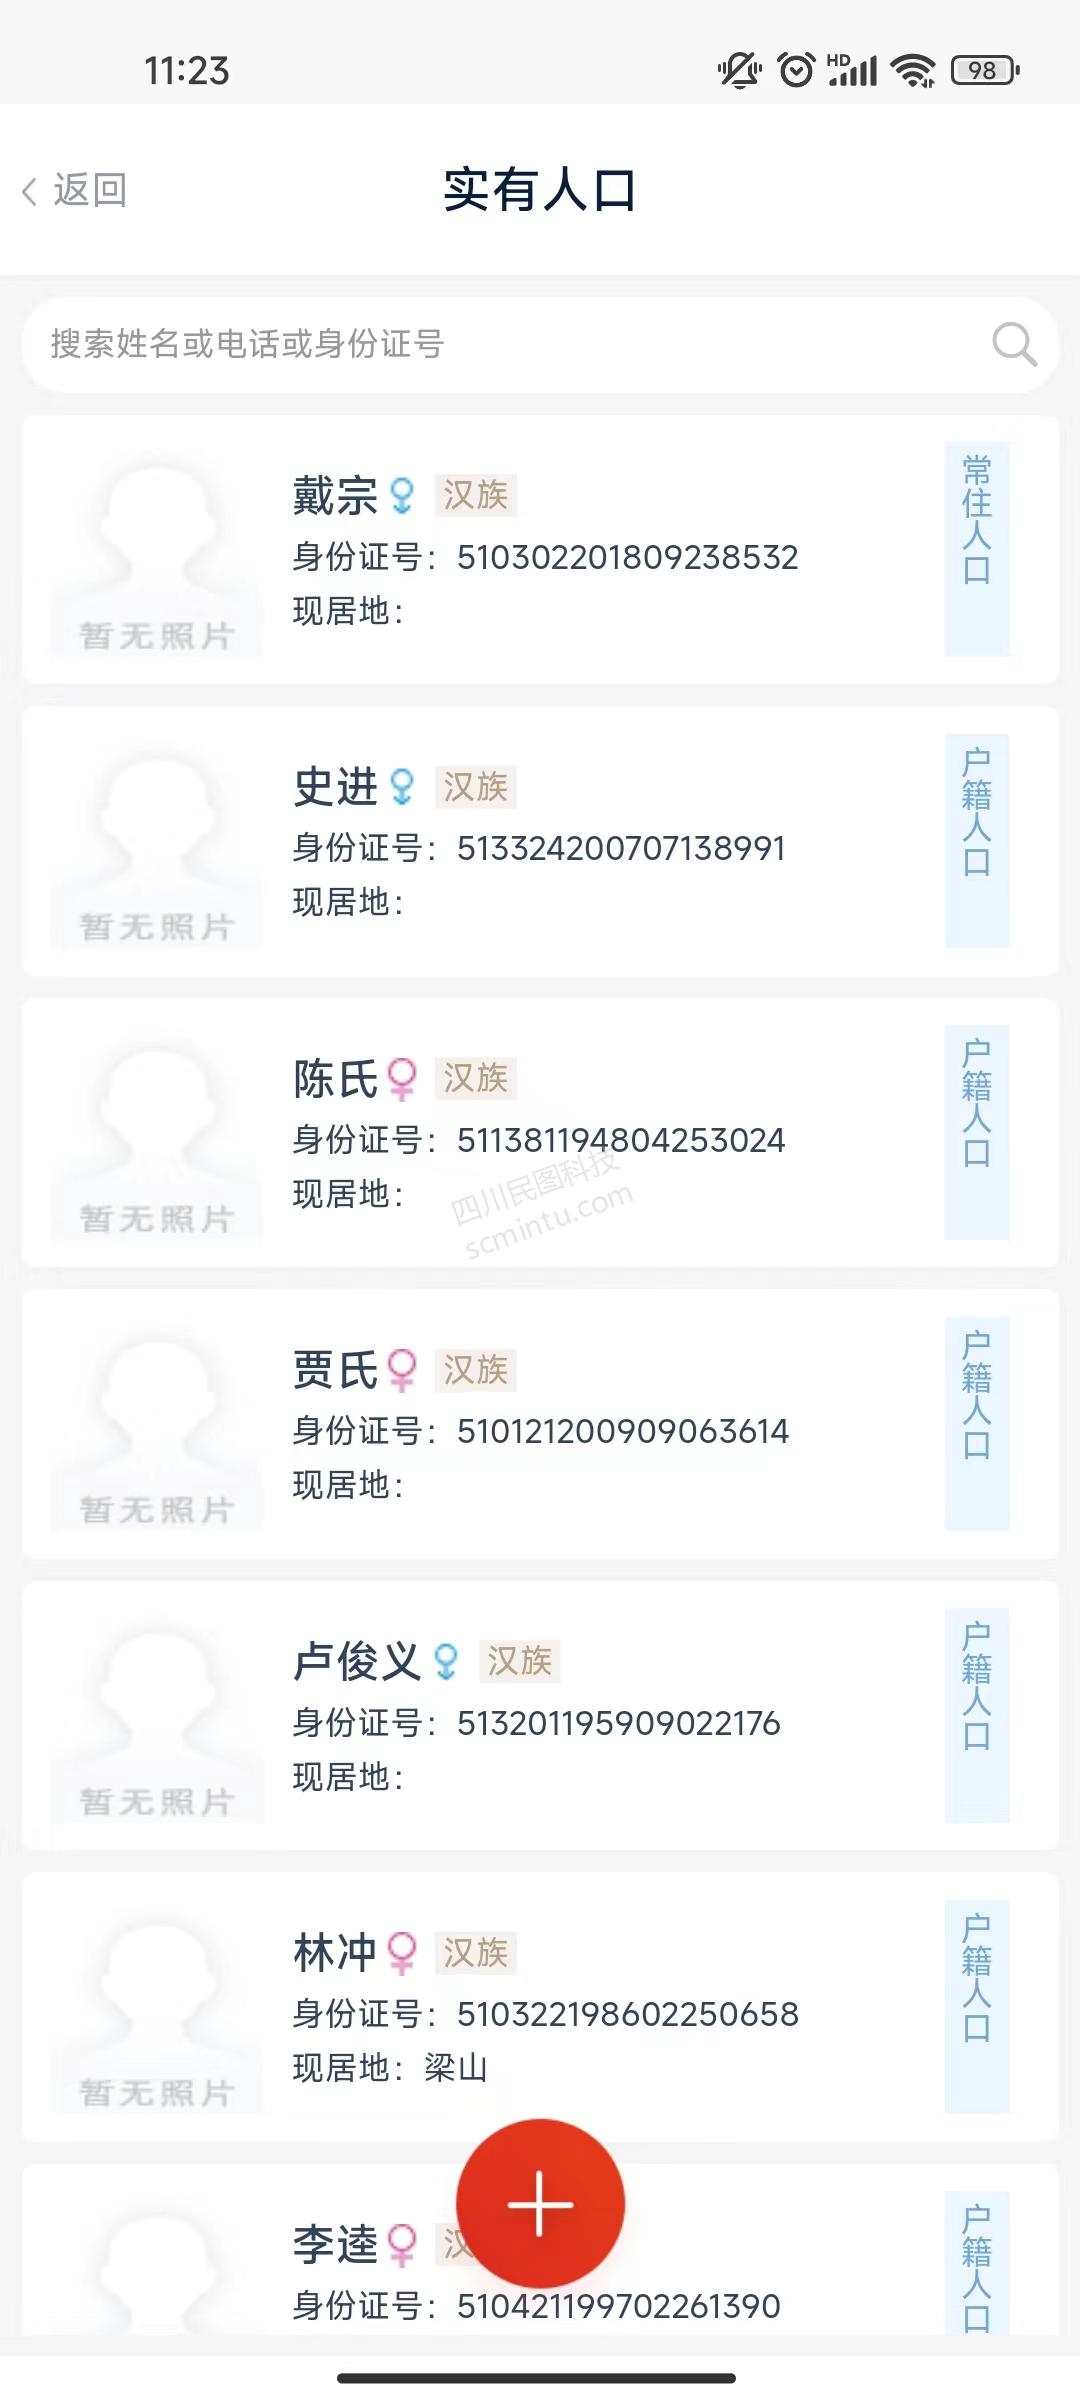 11:23
HD
98
返回
实有人口
搜索姓名或电话或身份证号
戴宗 汉族
身份证号：510302201809238532
现居地：
暂无照片
常住人口
史进 汉族
身份证号：513324200707138991
现居地：
暂无照片
户籍人口
陈氏 汉族
身份证号：511381194804253024
现居地：
暂无照片
户籍人口
四川民图科技
scmintu.com
贾氏 汉族
身份证号：510121200909063614
现居地：
暂无照片
户籍人口
卢俊义 汉族
身份证号：513201195909022176
现居地：
暂无照片
户籍人口
林冲 汉族
身份证号：510322198602250658
现居地：梁山
暂无照片
户籍人口
李逵 汉
身份证号：510421199702261390
户籍人口